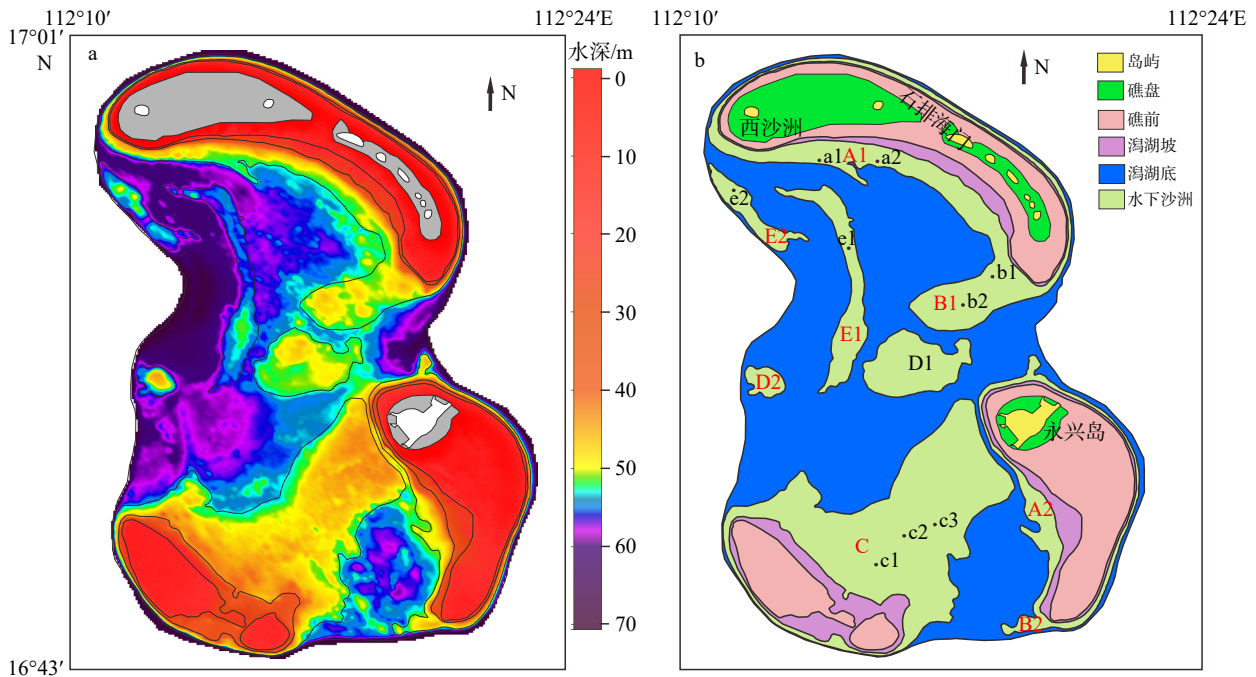 112°10′
112°24′E
112°10′
112°24′E
17°01′
N
16°43′
a
N
水深/m
0
10
20
30
40
50
60
70
b
N
岛屿
礁盘
礁前
潟湖坡
潟湖底
水下沙洲
西沙洲
石排海门
a1
A1
a2
e2
E2
e1
b1
B1
b2
E1
D1
D2
永兴岛
A2
c3
c2
C
c1
B2